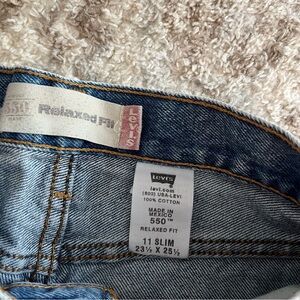 550
Relaxed Fit
Levi's
Levi's
levi.com
(800) USA-LEVI
100% COTTON
MADE IN
MEXICO
550™
RELAXED FIT
11 SLIM
23½ X 25½